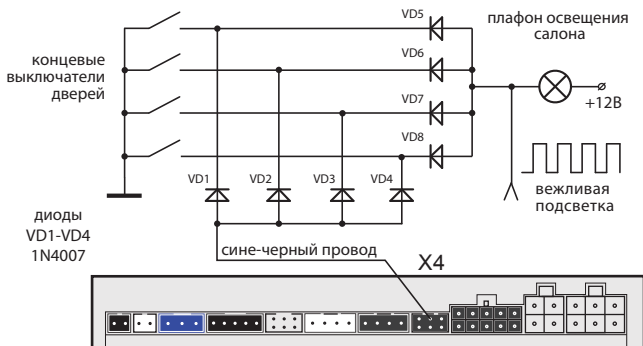 VD5
плафон освещения
салона
концевые
выключатели
дверей
VD6
VD7
+12В
VD8
VD1
VD2
VD3
VD4
вежливая
подсветка
диоды
VD1-VD4
1N4007
сине-черный провод
X4